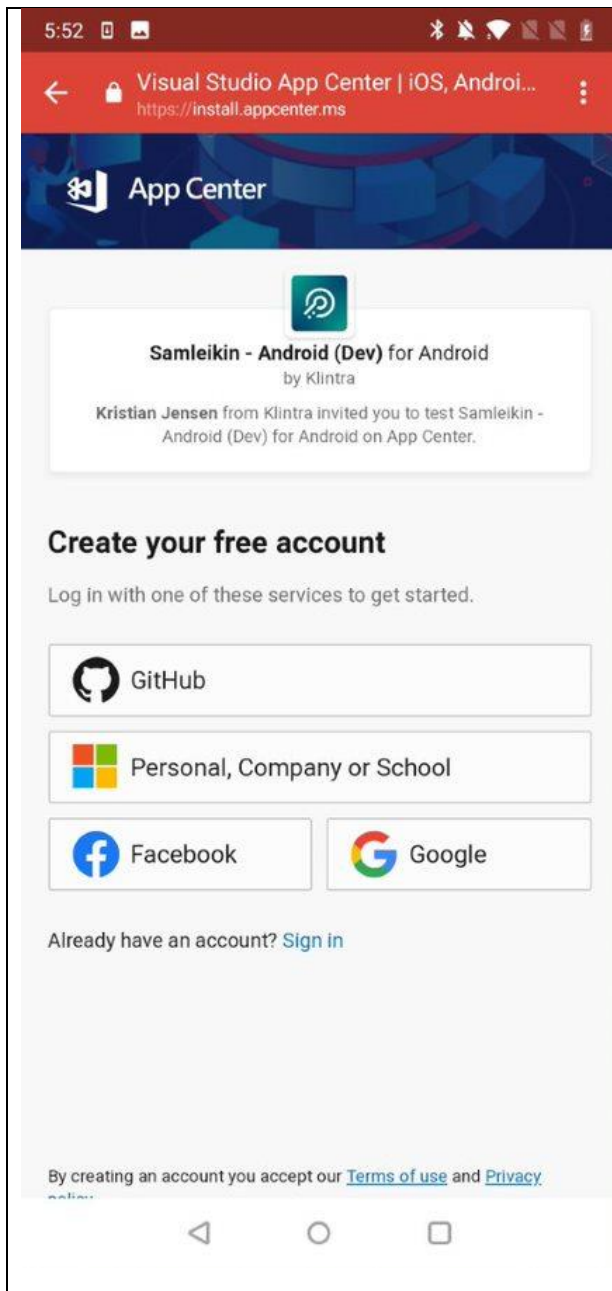 5:52
Visual Studio App Center | iOS, Androi...
https://install.appcenter.ms
App Center
Samleikin - Android (Dev) for Android
by Klintra
Kristian Jensen from Klintra invited you to test Samleikin -
Android (Dev) for Android on App Center.
Create your free account
Log in with one of these services to get started.
GitHub
Personal, Company or School
Facebook
Google
Already have an account? Sign in
By creating an account you accept our Terms of use and Privacy
policy